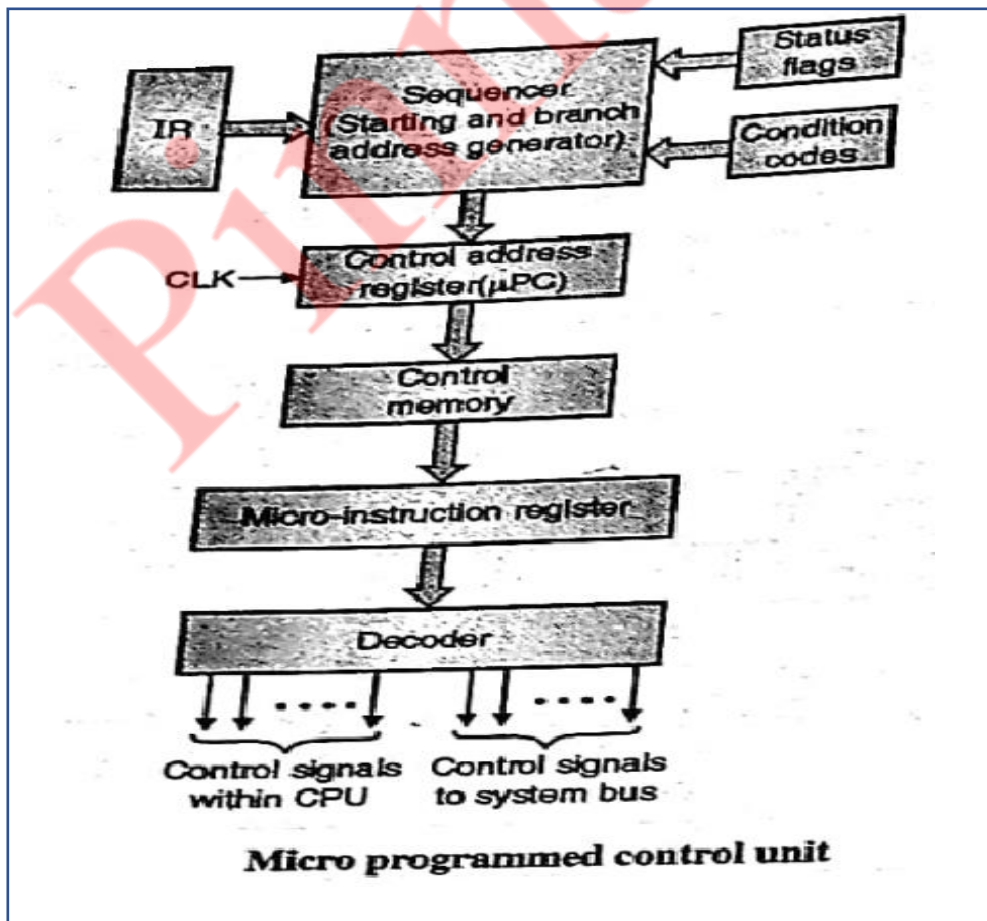 Status
flags
IR
Sequencer
(Starting and branch
address generator)
Condition
codes
CLK
Control address
register(μPC)
Control
memory
Micro-instruction register
Decoder
Control signals
within CPU
Control signals
to system bus
Micro programmed control unit